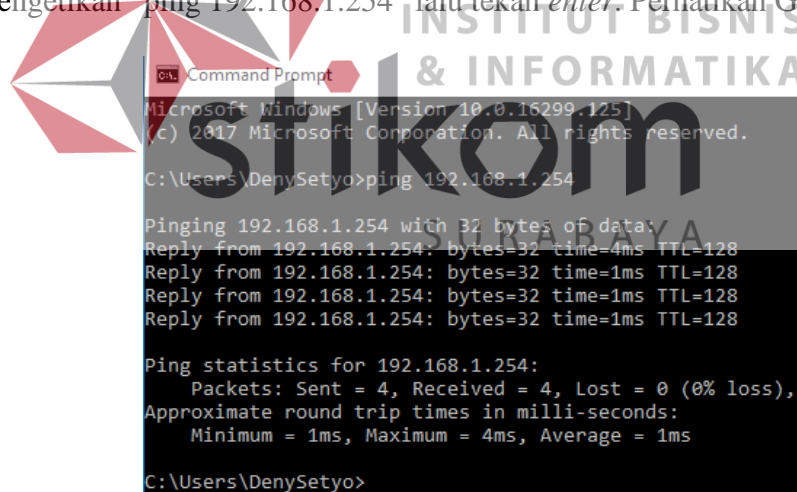 "ping 192.168.1.254" lalu tekan enter. Perhatikan G
INSTITUT BISNIS
& INFORMATIKA
stikom
SURABAYA
Command Prompt
Microsoft Windows [Version 10.0.16299.125]
(c) 2017 Microsoft Corporation. All rights reserved.
C:\Users\DenySetyo>ping 192.168.1.254
Pinging 192.168.1.254 with 32 bytes of data:
Reply from 192.168.1.254: bytes=32 time=4ms TTL=128
Reply from 192.168.1.254: bytes=32 time=1ms TTL=128
Reply from 192.168.1.254: bytes=32 time=1ms TTL=128
Reply from 192.168.1.254: bytes=32 time=1ms TTL=128
Ping statistics for 192.168.1.254:
Packets: Sent = 4, Received = 4, Lost = 0 (0% loss),
Approximate round trip times in milli-seconds:
Minimum = 1ms, Maximum = 4ms, Average = 1ms
C:\Users\DenySetyo>